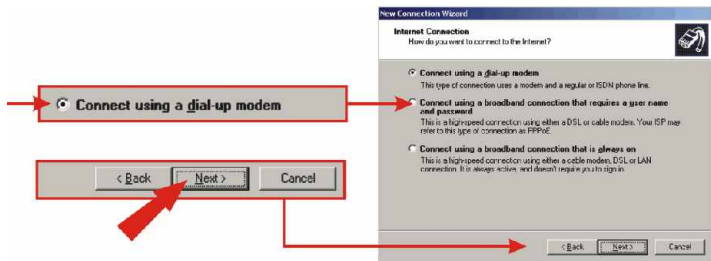 New Connection Wizard
Internet Connection
How do you want to connect to the Internet?
Connect using a dial-up modem
This type of connection uses a modem and a regular or ISDN phone line.
Connect using a dial-up modem
Connect using a broadband connection that requires a user name
and password
This is a high-speed connection using either a DSL or cable modem. Your ISP may
refer to this type of connection as PPPoE.
Connect using a broadband connection that is always on
This is a high-speed connection using either a cable modem, DSL or LAN
connection. It is always active, and doesn't require you to sign in.
< Back Next > Cancel
< Back Next > Cancel